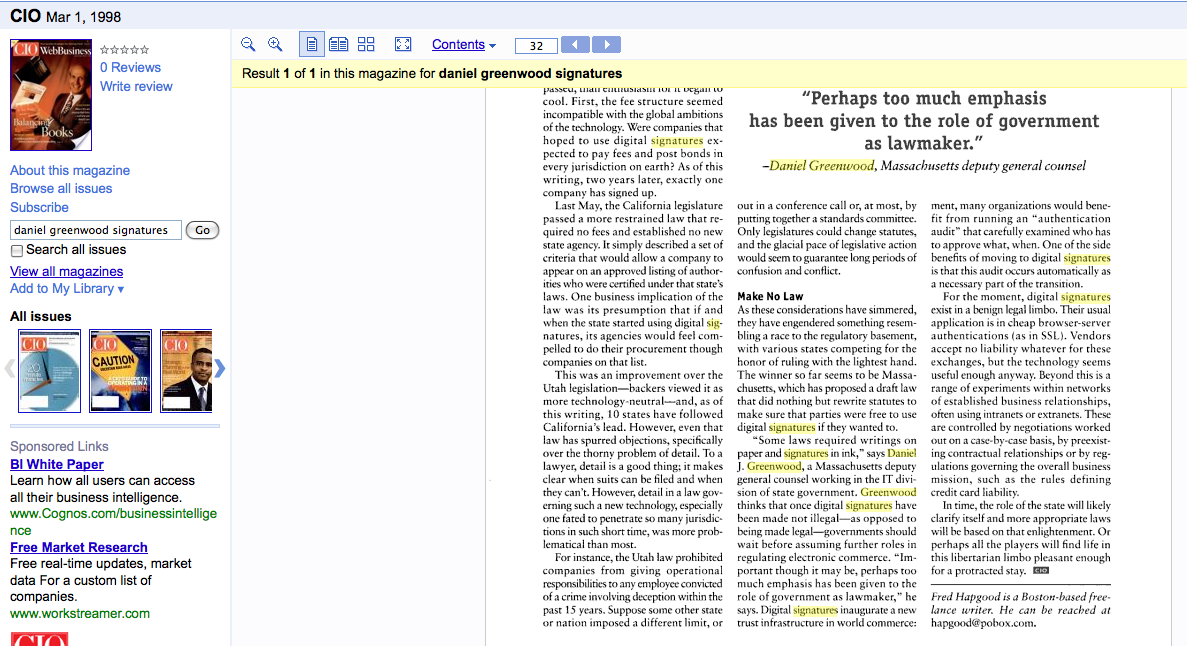 CIO Mar 1, 1998
CIO WebBusiness
Balancing
Books
0 Reviews
Write review
About this magazine
Browse all issues
Subscribe
daniel greenwood signatures Go
Search all issues
View all magazines
Add to My Library ▾
All issues
CIO
CIO
CAUTION
CIO
Sponsored Links
BI White Paper
Learn how all users can access
all their business intelligence.
www.Cognos.com/businessintellige
nce
Free Market Research
Free real-time updates, market
data For a custom list of
companies.
www.workstreamer.com
CIO
Contents ▾ 32
Result 1 of 1 in this magazine for daniel greenwood signatures
passed, than enthusiasm for it began to
cool. First, the fee structure seemed
incompatible with the global ambitions
of the technology. Were companies that
hoped to use digital signatures ex-
pected to pay fees and post bonds in
every jurisdiction on earth? As of this
writing, two years later, exactly one
company has signed up.
Last May, the California legislature
passed a more restrained law that re-
quired no fees and established no new
state agency. It simply described a set of
criteria that would allow a company to
appear on an approved listing of author-
ities who were certified under that state's
laws. One business implication of the
law was its presumption that if and
when the state started using digital sig-
natures, its agencies would feel com-
pelled to do their procurement though
companies on that list.
This was an improvement over the
Utah legislation—backers viewed it as
more technology-neutral—and, as of
this writing, 10 states have followed
California's lead. However, even that
law has spurred objections, specifically
over the thorny problem of detail. To a
lawyer, detail is a good thing; it makes
clear when suits can be filed and when
they can't. However, detail in a law gov-
erning such a new technology, especially
one fated to penetrate so many jurisdic-
tions in such short time, was more prob-
lematical than most.
For instance, the Utah law prohibited
companies from giving operational
responsibilities to any employee convicted
of a crime involving deception within the
past 15 years. Suppose some other state
or nation imposed a different limit, or
"Perhaps too much emphasis
has been given to the role of government
as lawmaker."
–Daniel Greenwood, Massachusetts deputy general counsel
out in a conference call or, at most, by
putting together a standards committee.
Only legislatures could change statutes,
and the glacial pace of legislative action
would seem to guarantee long periods of
confusion and conflict.
Make No Law
As these considerations have simmered,
they have engendered something resem-
bling a race to the regulatory basement,
with various states competing for the
honor of ruling with the lightest hand.
The winner so far seems to be Massa-
chusetts, which has proposed a draft law
that did nothing but rewrite statutes to
make sure that parties were free to use
digital signatures if they wanted to.
"Some laws required writings on
paper and signatures in ink," says Daniel
J. Greenwood, a Massachusetts deputy
general counsel working in the IT divi-
sion of state government. Greenwood
thinks that once digital signatures have
been made not illegal—as opposed to
being made legal—governments should
wait before assuming further roles in
regulating electronic commerce. "Im-
portant though it may be, perhaps too
much emphasis has been given to the
role of government as lawmaker," he
says. Digital signatures inaugurate a new
trust infrastructure in world commerce:
ment, many organizations would bene-
fit from running an "authentication
audit" that carefully examined who has
to approve what, when. One of the side
benefits of moving to digital signatures
is that this audit occurs automatically as
a necessary part of the transition.
For the moment, digital signatures
exist in a benign legal limbo. Their usual
application is in cheap browser-server
authentications (as in SSL). Vendors
accept no liability whatever for these
exchanges, but the technology seems
useful enough anyway. Beyond this is a
range of experiments within networks
of established business relationships,
often using intranets or extranets. These
are controlled by negotiations worked
out on a case-by-case basis, by preexist-
ing contractual relationships or by reg-
ulations governing the overall business
mission, such as the rules defining
credit card liability.
In time, the role of the state will likely
clarify itself and more appropriate laws
will be based on that enlightenment. Or
perhaps all the players will find life in
this libertarian limbo pleasant enough
for a protracted stay. CIO
Fred Hapgood is a Boston-based free-
lance writer. He can be reached at
hapgood@pobox.com.